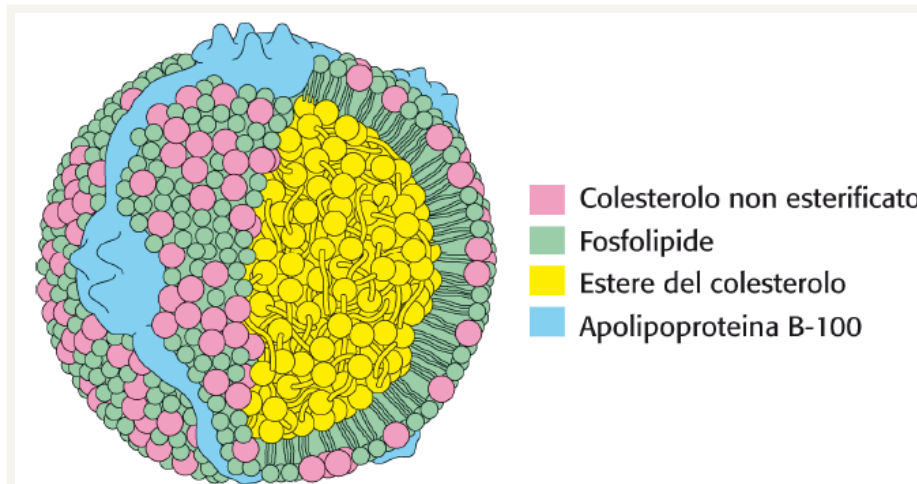 Colesterolo non esterificato
Fosfolipide
Estere del colesterolo
Apolipoproteina B-100